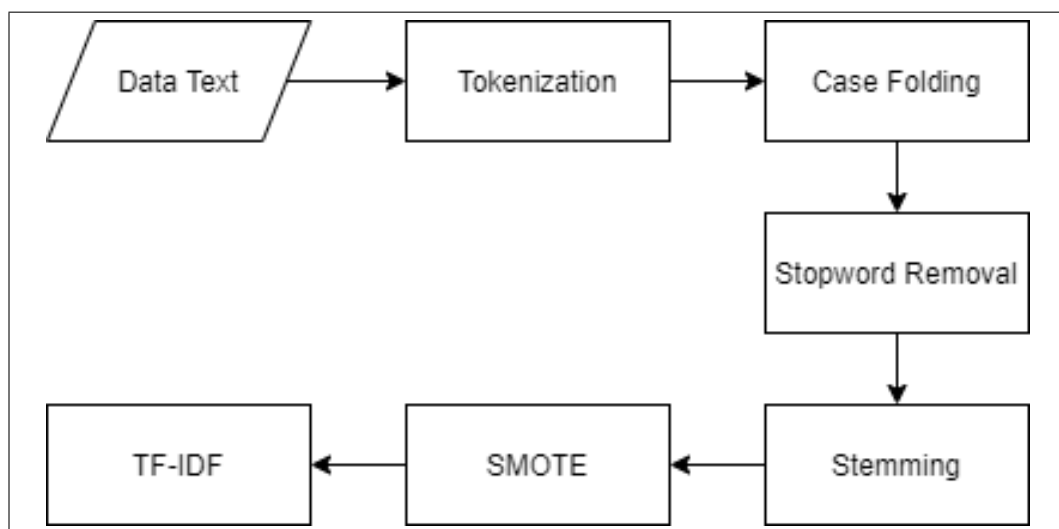 Data Text
Tokenization
Case Folding
Stopword Removal
Stemming
SMOTE
TF-IDF